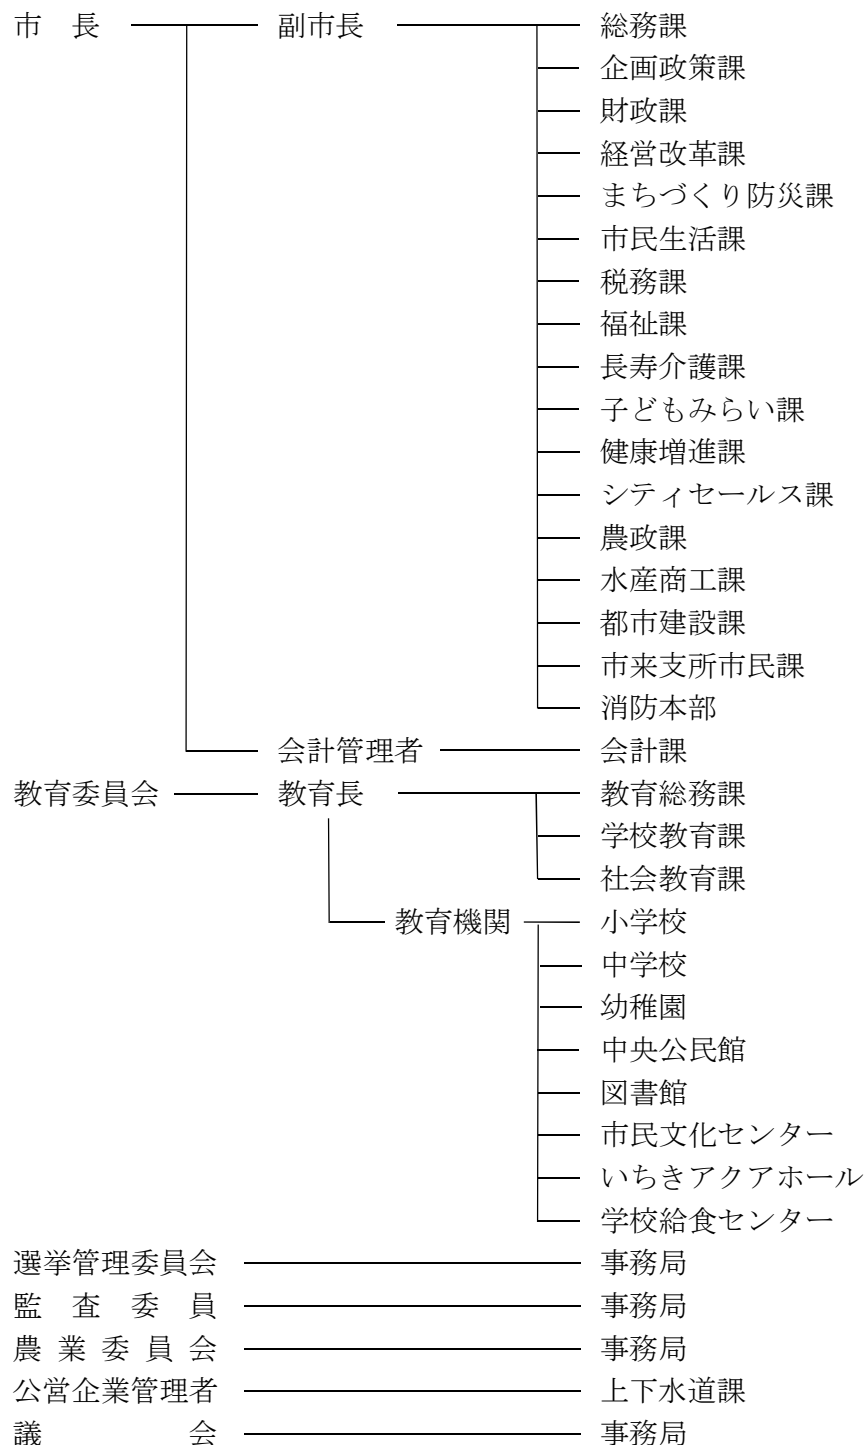 市　長 副市長 総務課
企画政策課
財政課
経営改革課
まちづくり防災課
市民生活課
税務課
福祉課
長寿介護課
子どもみらい課
健康増進課
シティセールス課
農政課
水産商工課
都市建設課
市来支所市民課
消防本部
会計管理者 会計課
教育委員会 教育長 教育総務課
学校教育課
社会教育課
教育機関 小学校
中学校
幼稚園
中央公民館
図書館
市民文化センター
いちきアクアホール
学校給食センター
選挙管理委員会 事務局
監査委員 事務局
農業委員会 事務局
公営企業管理者 上下水道課
議会 事務局